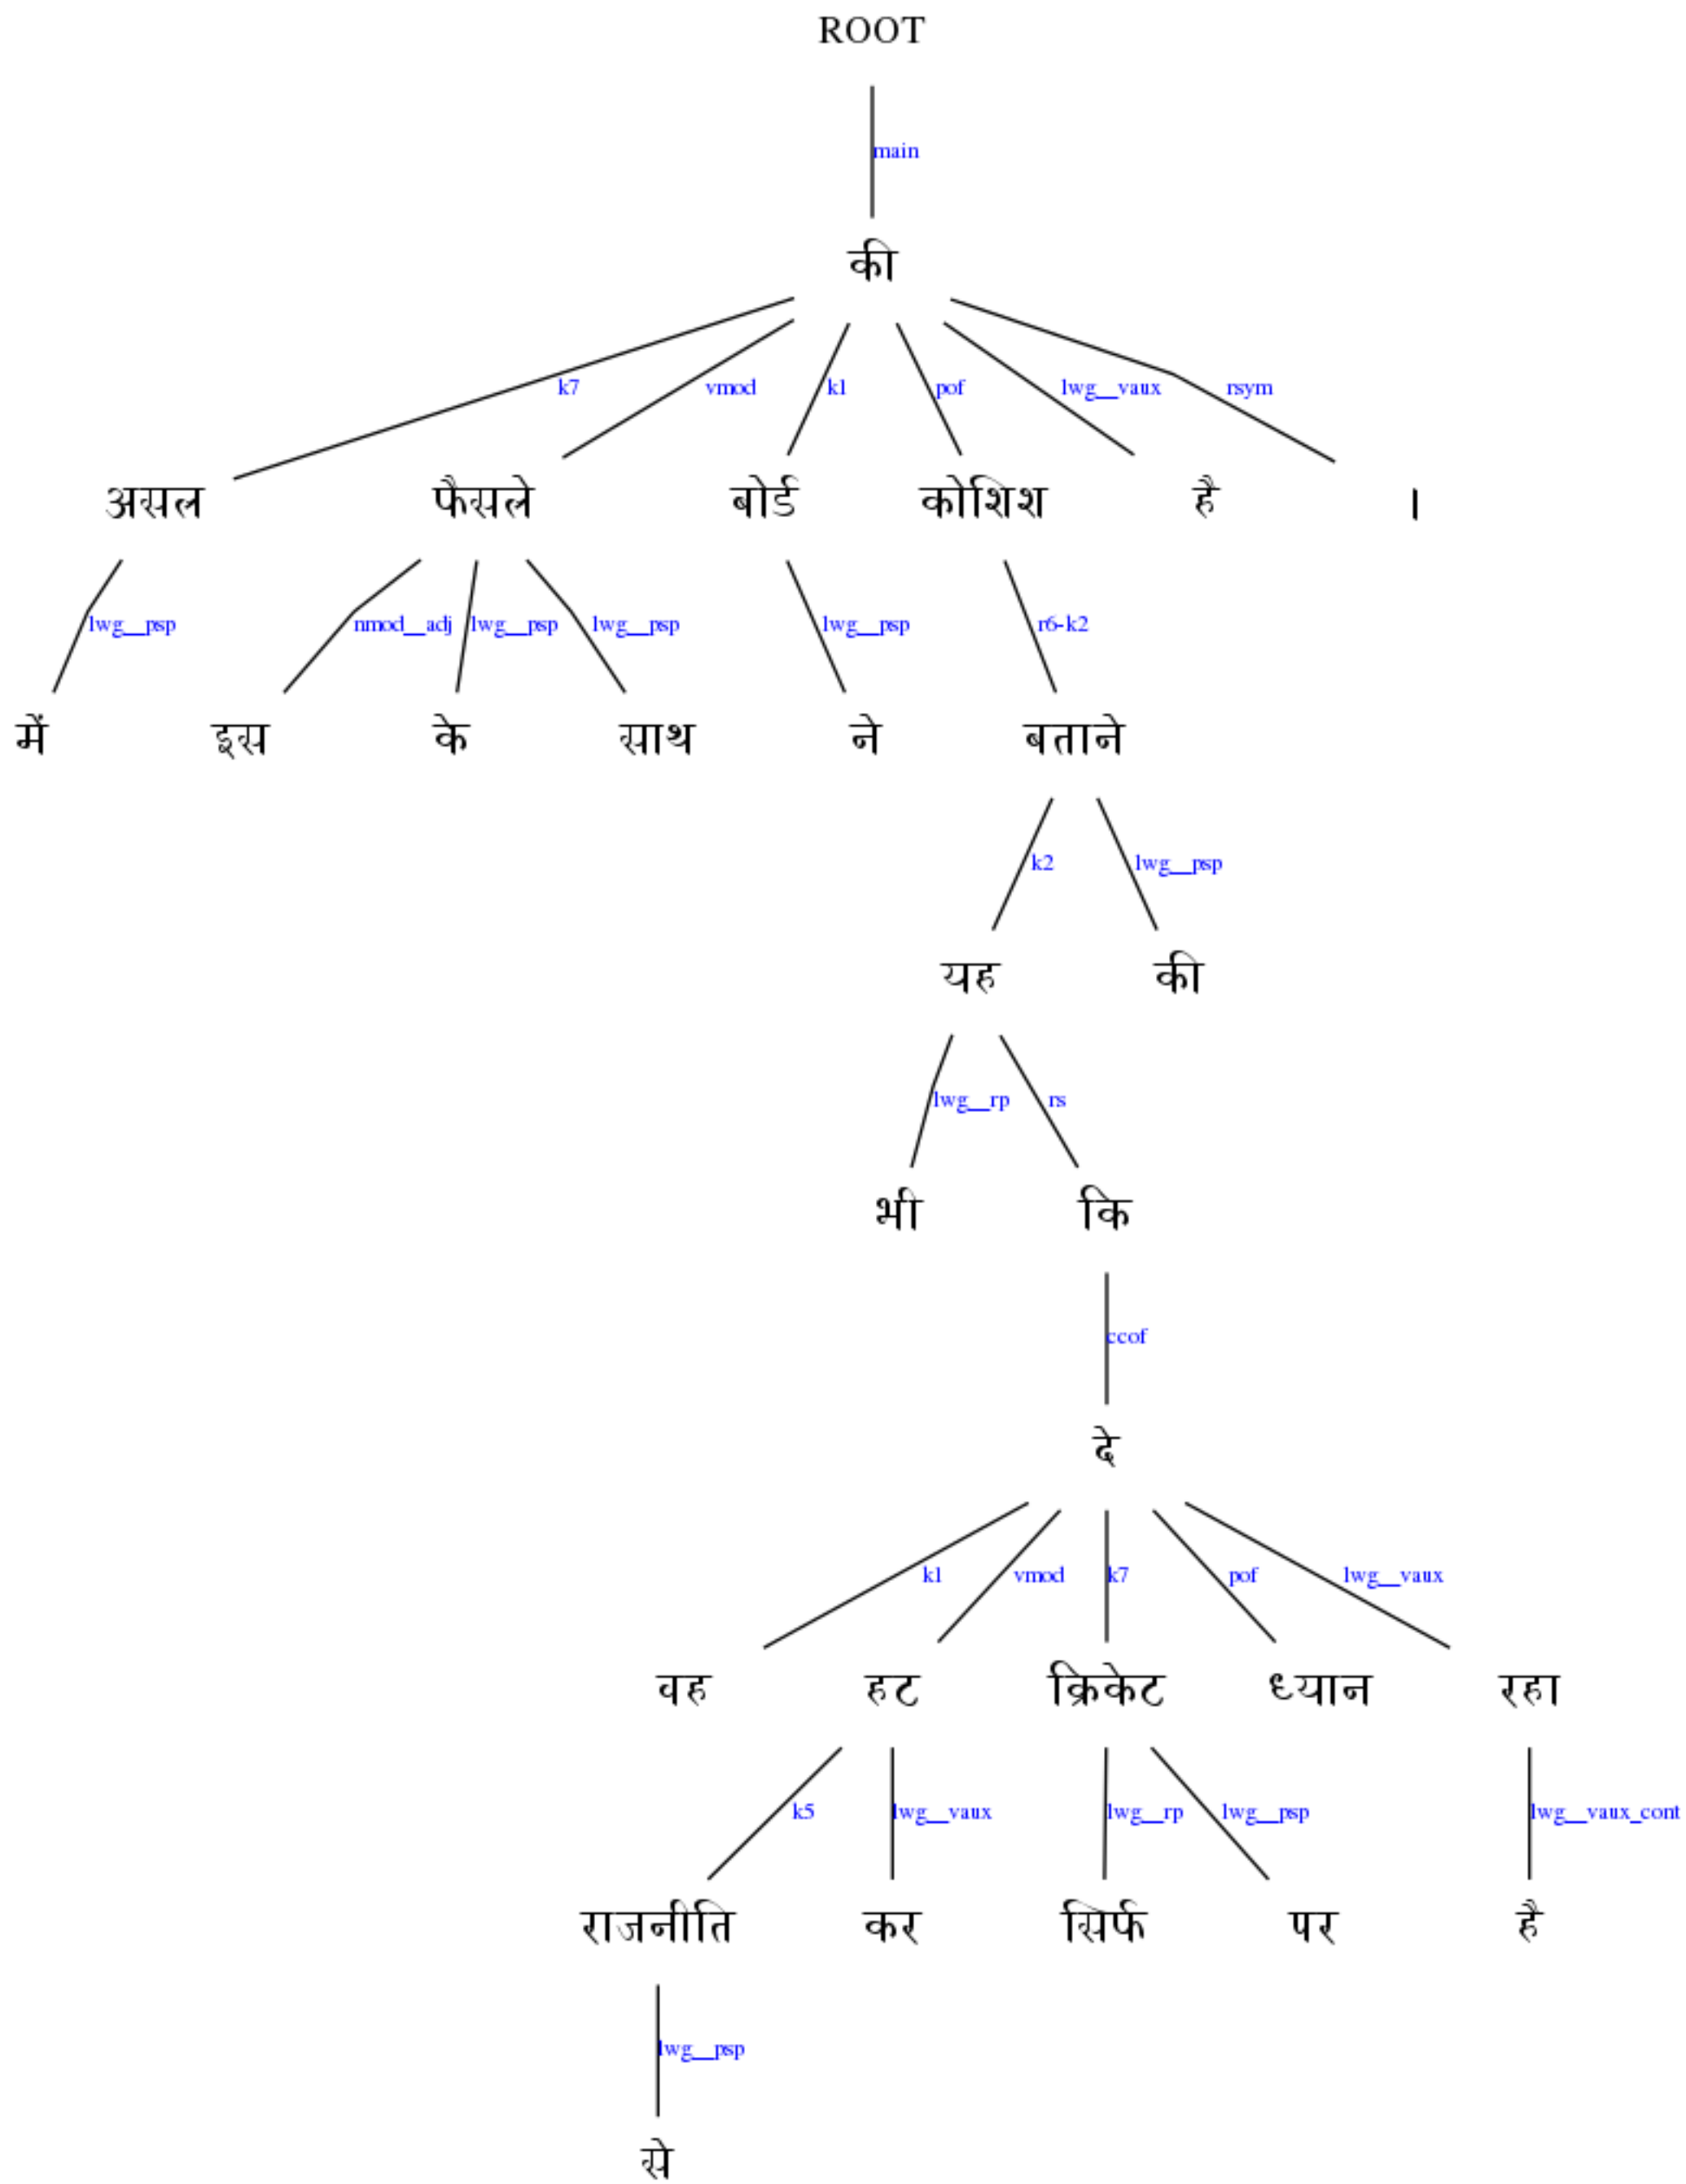 ROOT
main
की
k7 vmod k1 pof lwg__vaux rsym
असल फैसले बोर्ड कोशिश है ।
lwg__psp nmod__adj lwg__psp lwg__psp lwg__psp r6-k2
में इस के साथ ने बताने
k2 lwg__psp
यह की
lwg__rp rs
भी कि
ccof
दे
k1 vmod k7 pof lwg__vaux
वह हट क्रिकेट ध्यान रहा
k5 lwg__vaux lwg__rp lwg__psp lwg__vaux_cont
राजनीति कर सिर्फ पर है
lwg__psp
से